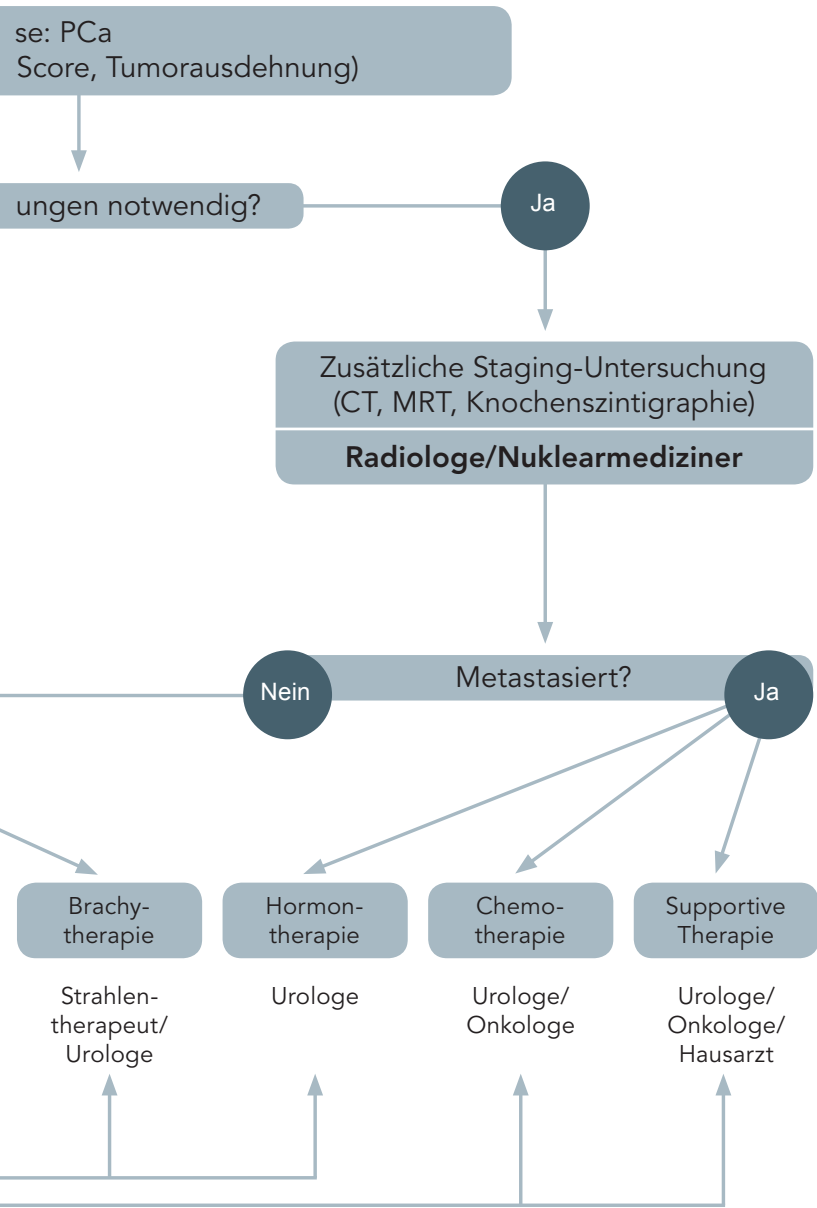 se: PCa
Score, Tumorausdehnung)
ungen notwendig?
Ja
Zusätzliche Staging-Untersuchung
(CT, MRT, Knochenszintigraphie)
Radiologe/Nuklearmediziner
Nein
Metastasiert?
Ja
Brachy-
therapie
Strahlen-
therapeut/
Urologe
Hormon-
therapie
Urologe
Chemo-
therapie
Urologe/
Onkologe
Supportive
Therapie
Urologe/
Onkologe/
Hausarzt